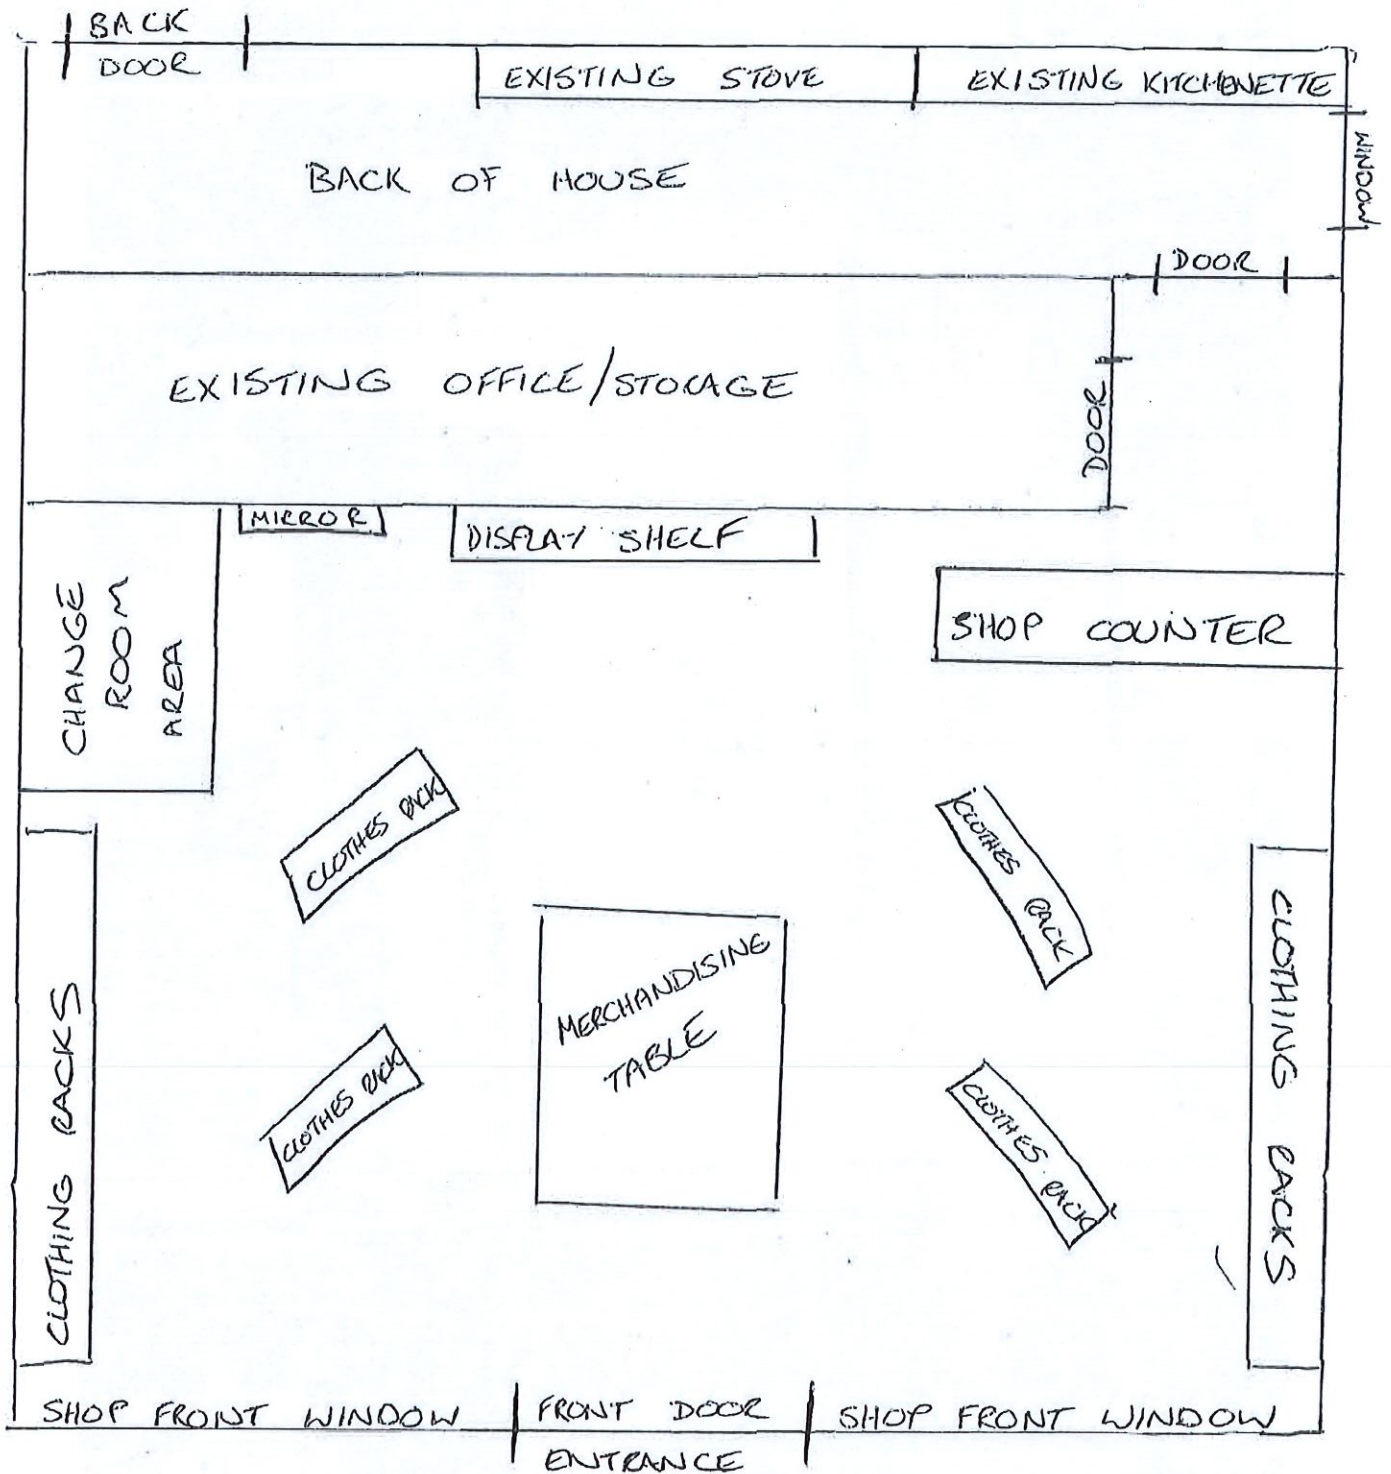 BACK
DOOR
EXISTING STOVE
EXISTING KITCHENETTE
BACK OF HOUSE
WINDOW
DOOR
EXISTING OFFICE/STORAGE
DOOR
MIRROR
DISPLAY SHELF
CHANGE
ROOM
AREA
SHOP COUNTER
CLOTHES RACK
CLOTHES RACK
MERCHANDISING
TABLE
CLOTHES RACK
CLOTHES RACK
CLOTHING RACKS
CLOTHING RACKS
SHOP FRONT WINDOW
FRONT DOOR
ENTRANCE
SHOP FRONT WINDOW